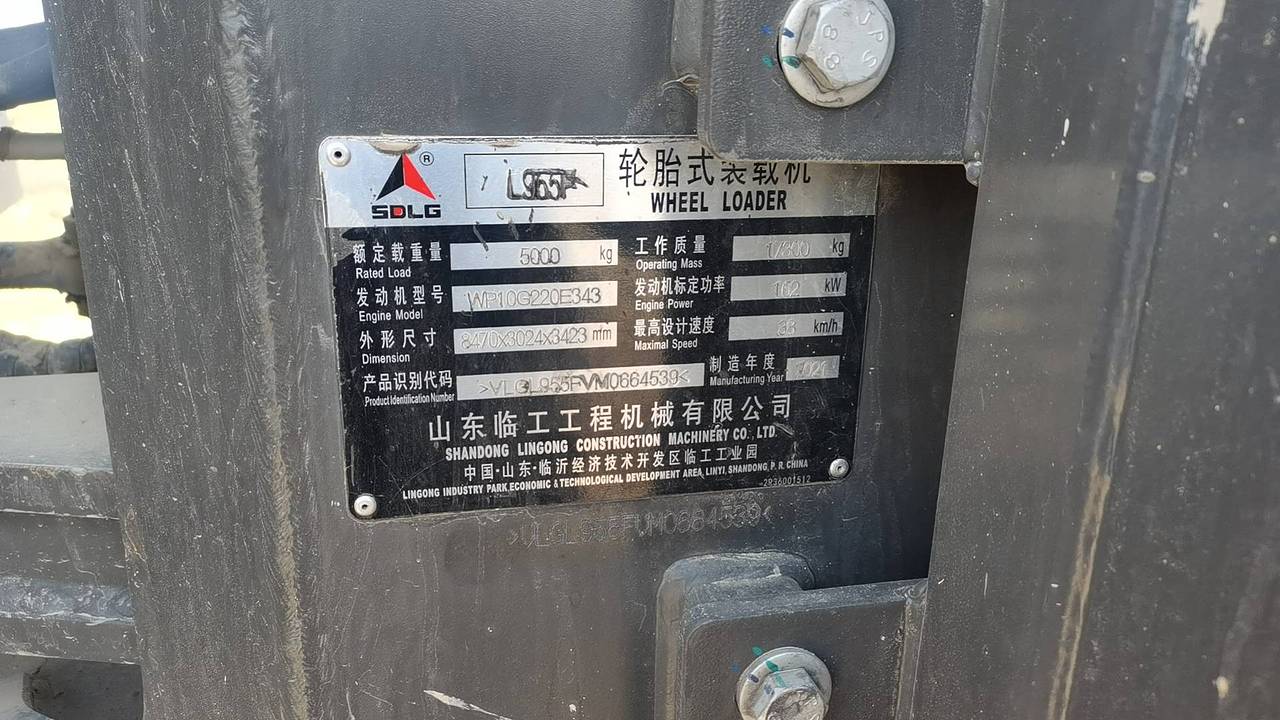 JPS
8.8
® L955F 轮胎式装载机
SDLG WHEEL LOADER
额定载重量 5000 kg 工作质量 kg
Rated Load Operating Mass
发动机型号 WP10G220E343 发动机标定功率 162 kW
Engine Model Engine Power
外形尺寸 8470x3024x3423 mm 最高设计速度 km/h
Dimension Maximal Speed
产品识别代码 >VLGL955FVM0664539< 制造年度 2021
Product Identification Number Manufacturing Year
山东临工工程机械有限公司
SHANDONG LINGONG CONSTRUCTION MACHINERY CO., LTD
中国·山东·临沂经济技术开发区临工工业园
LINGONG INDUSTRY PARK ECONOMIC & TECHNOLOGICAL DEVELOPMENT AREA, LINYI, SHANDONG, P. R. CHINA
-2936001512
>VLGL955FVM0664539<